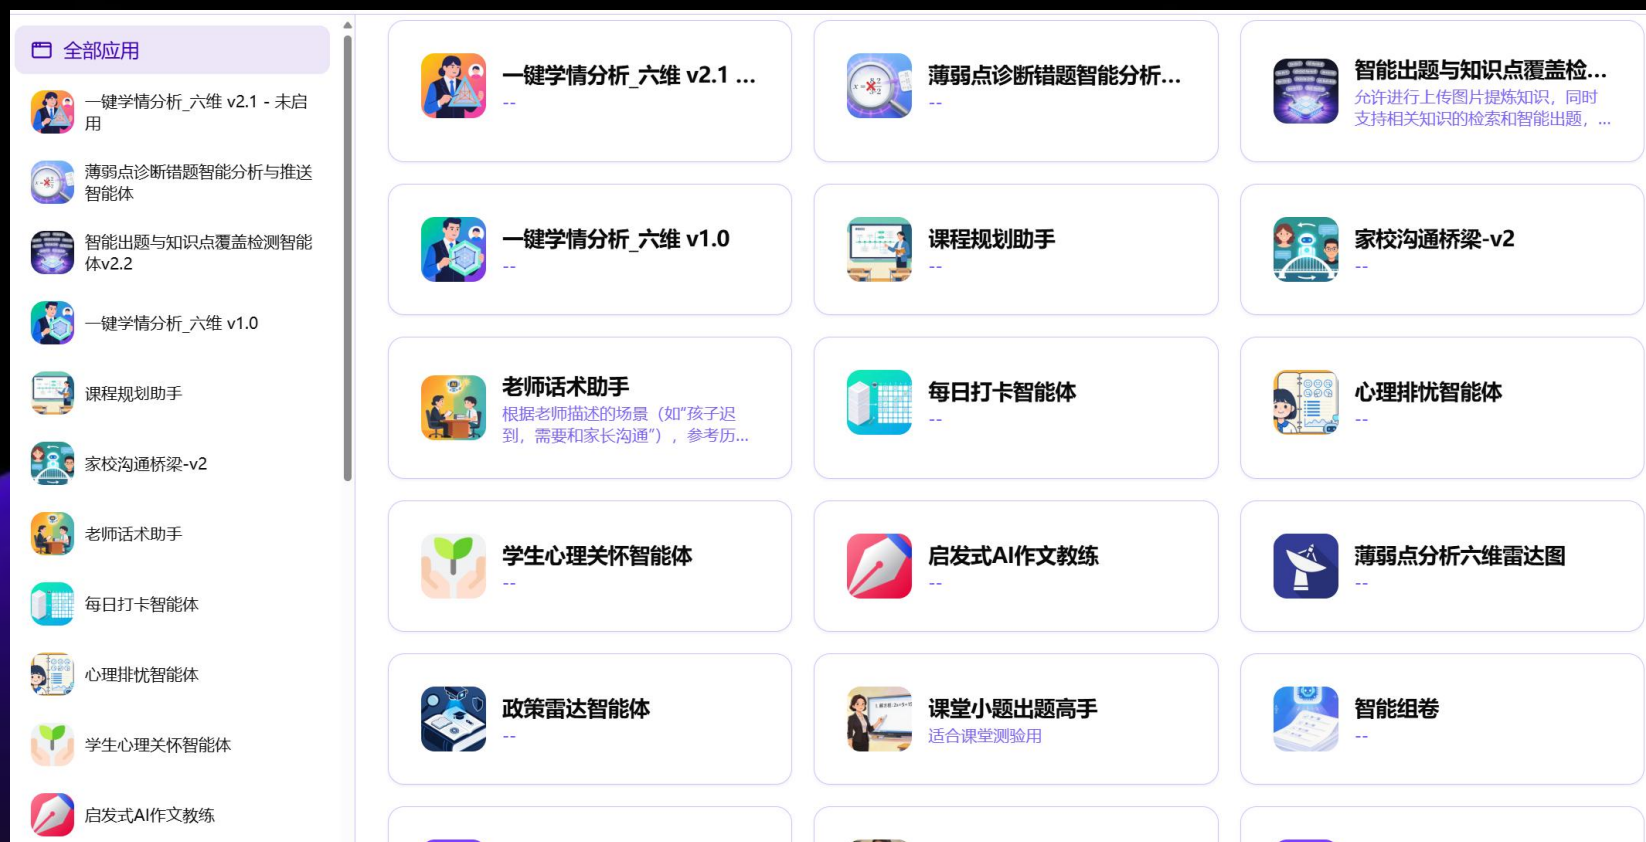 全部应用
一键学情分析_六维 v2.1 - 未启
用
薄弱点诊断错题智能分析与推送
智能体
智能出题与知识点覆盖检测智能
体v2.2
一键学情分析_六维 v1.0
课程规划助手
家校沟通桥梁-v2
老师话术助手
每日打卡智能体
心理排忧智能体
学生心理关怀智能体
启发式AI作文教练
一键学情分析_六维 v2.1 ...
--
薄弱点诊断错题智能分析...
--
智能出题与知识点覆盖检...
允许进行上传图片提炼知识，同时
支持相关知识的检索和智能出题，...
一键学情分析_六维 v1.0
--
课程规划助手
--
家校沟通桥梁-v2
--
老师话术助手
根据老师描述的场景（如“孩子迟
到，需要和家长沟通”），参考历...
每日打卡智能体
--
心理排忧智能体
--
学生心理关怀智能体
--
启发式AI作文教练
--
薄弱点分析六维雷达图
--
政策雷达智能体
--
课堂小题出题高手
适合课堂测验用
智能组卷
--